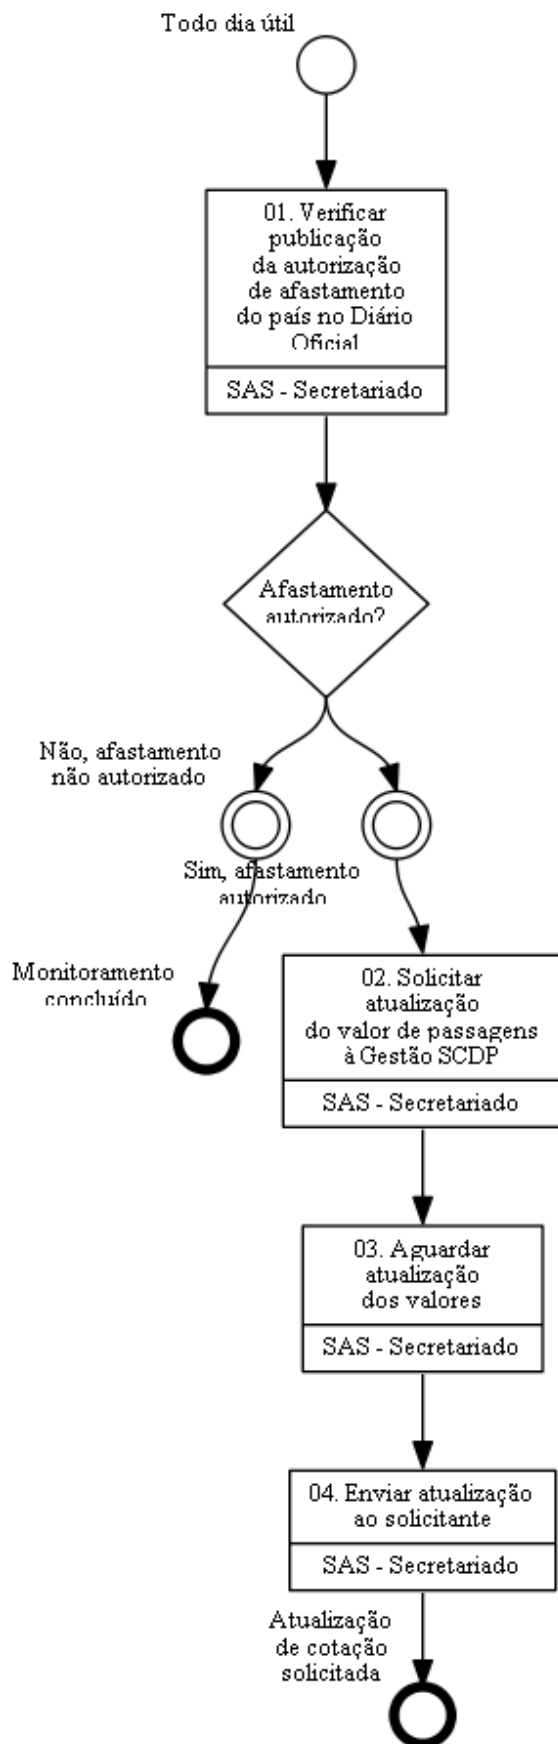 Todo dia útil
01. Verificar
publicação
da autorização
de afastamento
do país no Diário
Oficial
SAS - Secretariado
Afastamento
autorizado?
Não, afastamento
não autorizado
Sim, afastamento
autorizado
Monitoramento
concluído
02. Solicitar
atualização
do valor de passagens
à Gestão SCDP
SAS - Secretariado
03. Aguardar
atualização
dos valores
SAS - Secretariado
04. Enviar atualização
ao solicitante
SAS - Secretariado
Atualização
de cotação
solicitada